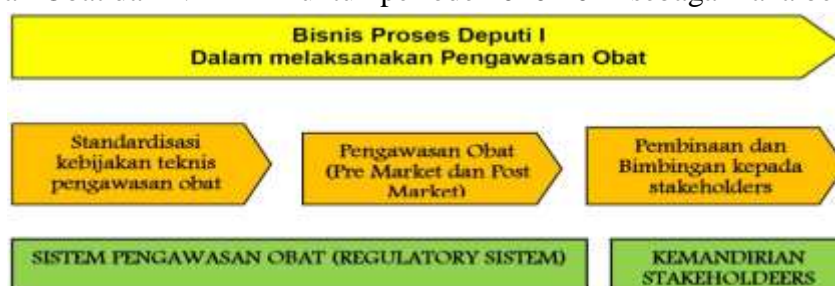 Bisnis Proses Deputi I
Dalam melaksanakan Pengawasan Obat
Standardisasi
kebijakan teknis
pengawasan obat
Pengawasan Obat
(Pre Market dan Post
Market)
Pembinaan dan
Bimbingan kepada
stakeholders
SISTEM PENGAWASAN OBAT (REGULATORY SISTEM)
KEMANDIRIAN
STAKEHOLDEERS